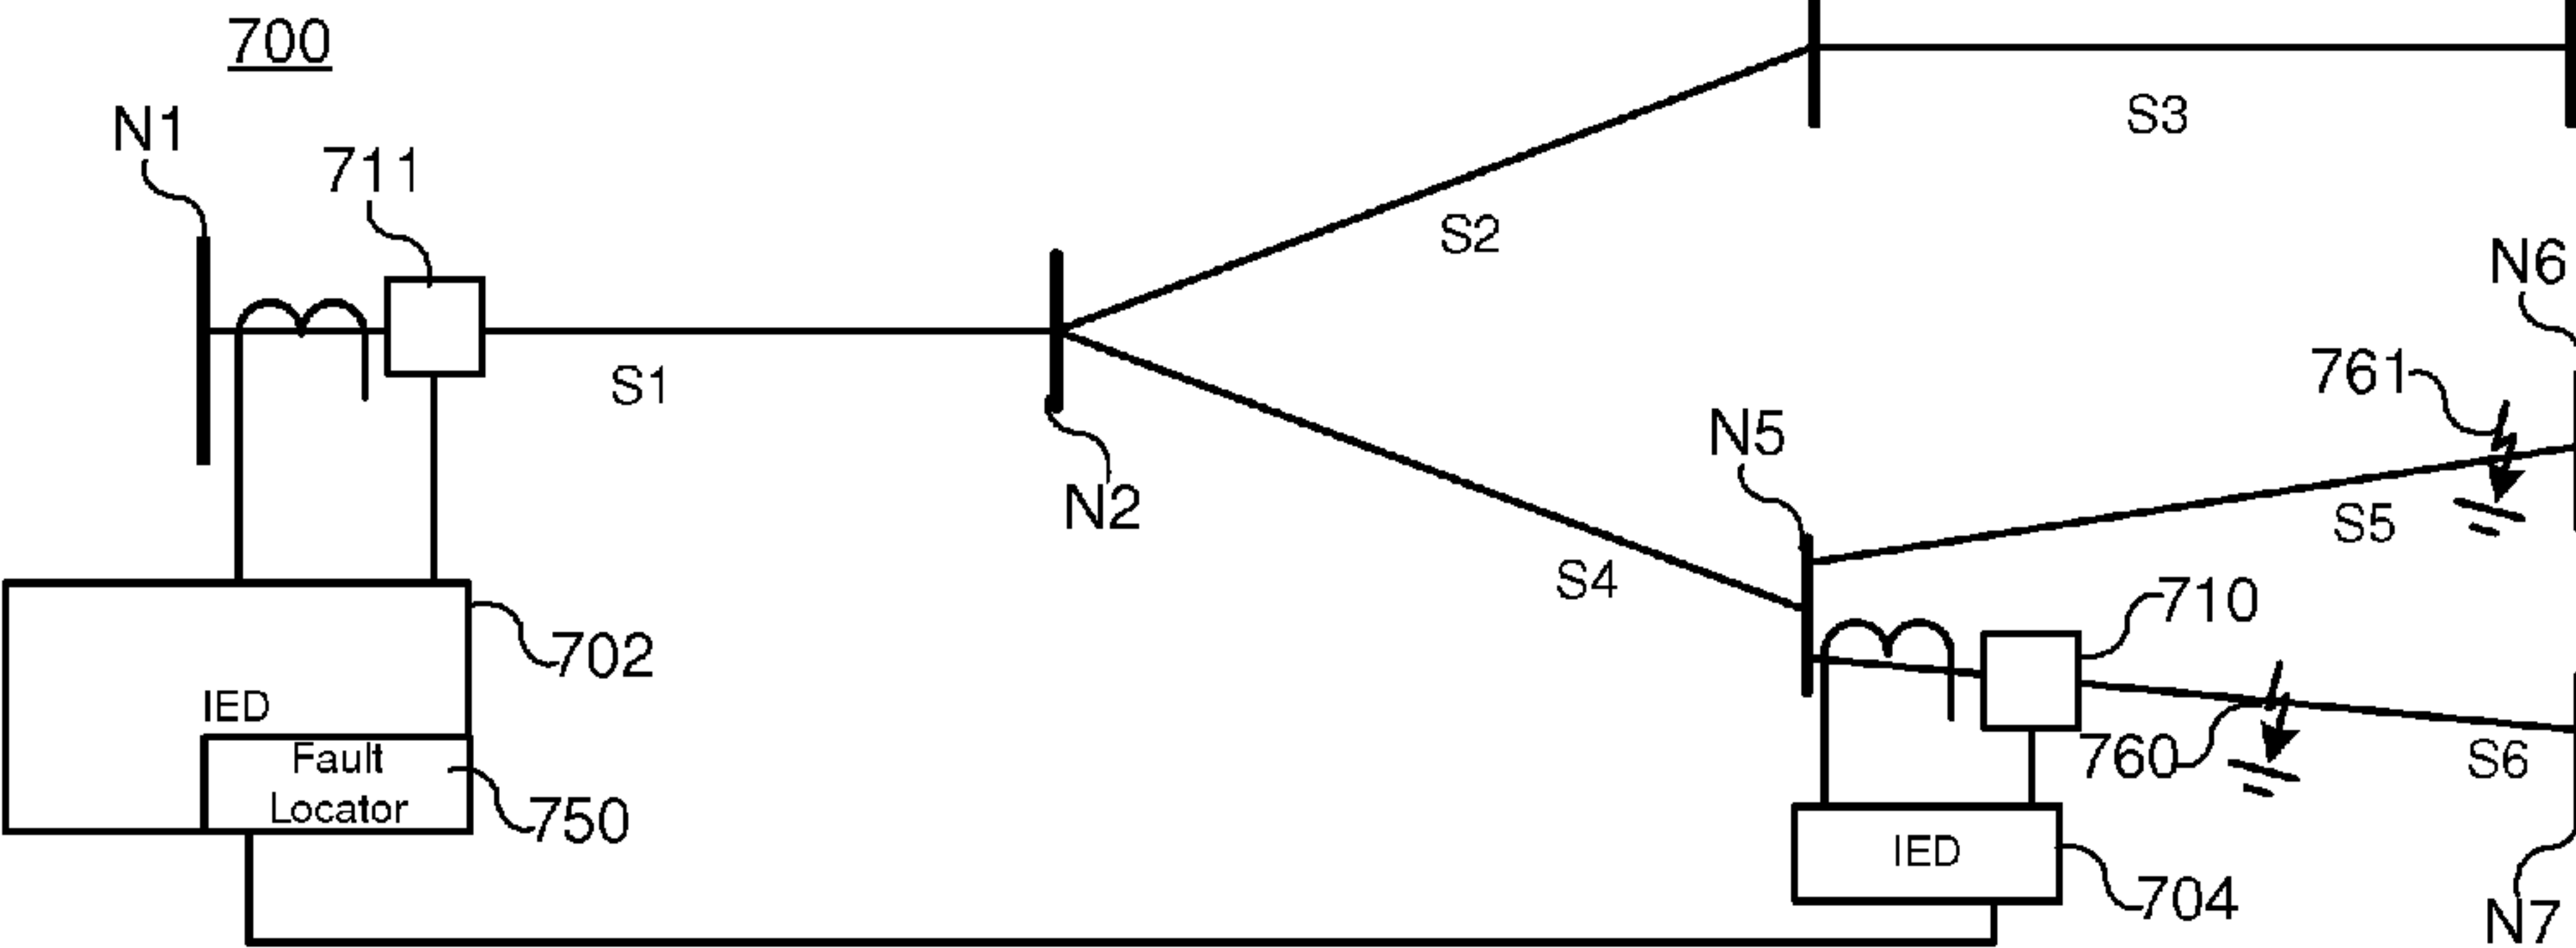 700
N1
711
S3
S2
N6
S1
761
N5
N2
S5
S4
710
702
IED
760
S6
Fault
Locator
750
IED
704
N7